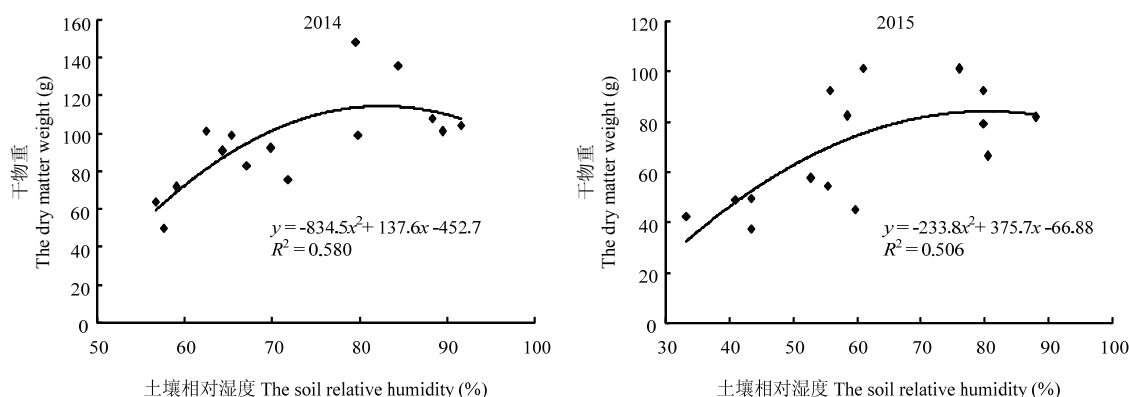 2014
160
140
120
100
80
60
40
20
0
干物重
The dry matter weight (g)
y = -834.5x²+ 137.6x -452.7
R² = 0.580
50 60 70 80 90 100
土壤相对湿度 The soil relative humidity (%)
2015
120
100
80
60
40
20
0
干物重
The dry matter weight (g)
y = -233.8x²+ 375.7x -66.88
R² = 0.506
30 40 50 60 70 80 90 100
土壤相对湿度 The soil relative humidity (%)